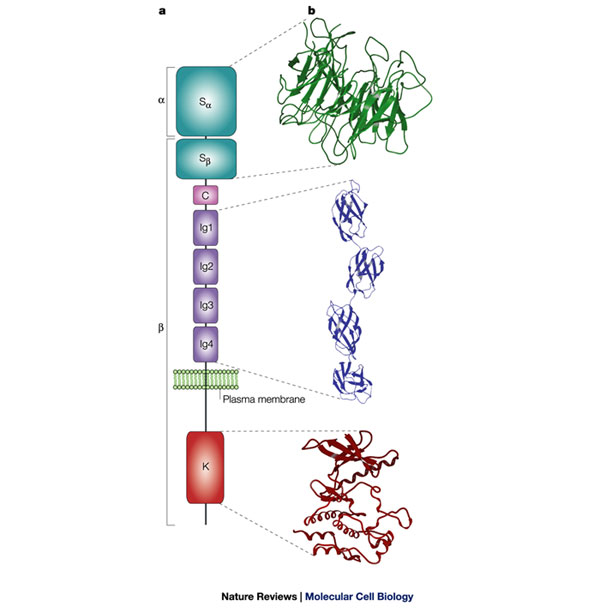 a
b
α
Sα
Sβ
C
Ig1
Ig2
Ig3
β
Ig4
Plasma membrane
K
Nature Reviews | Molecular Cell Biology